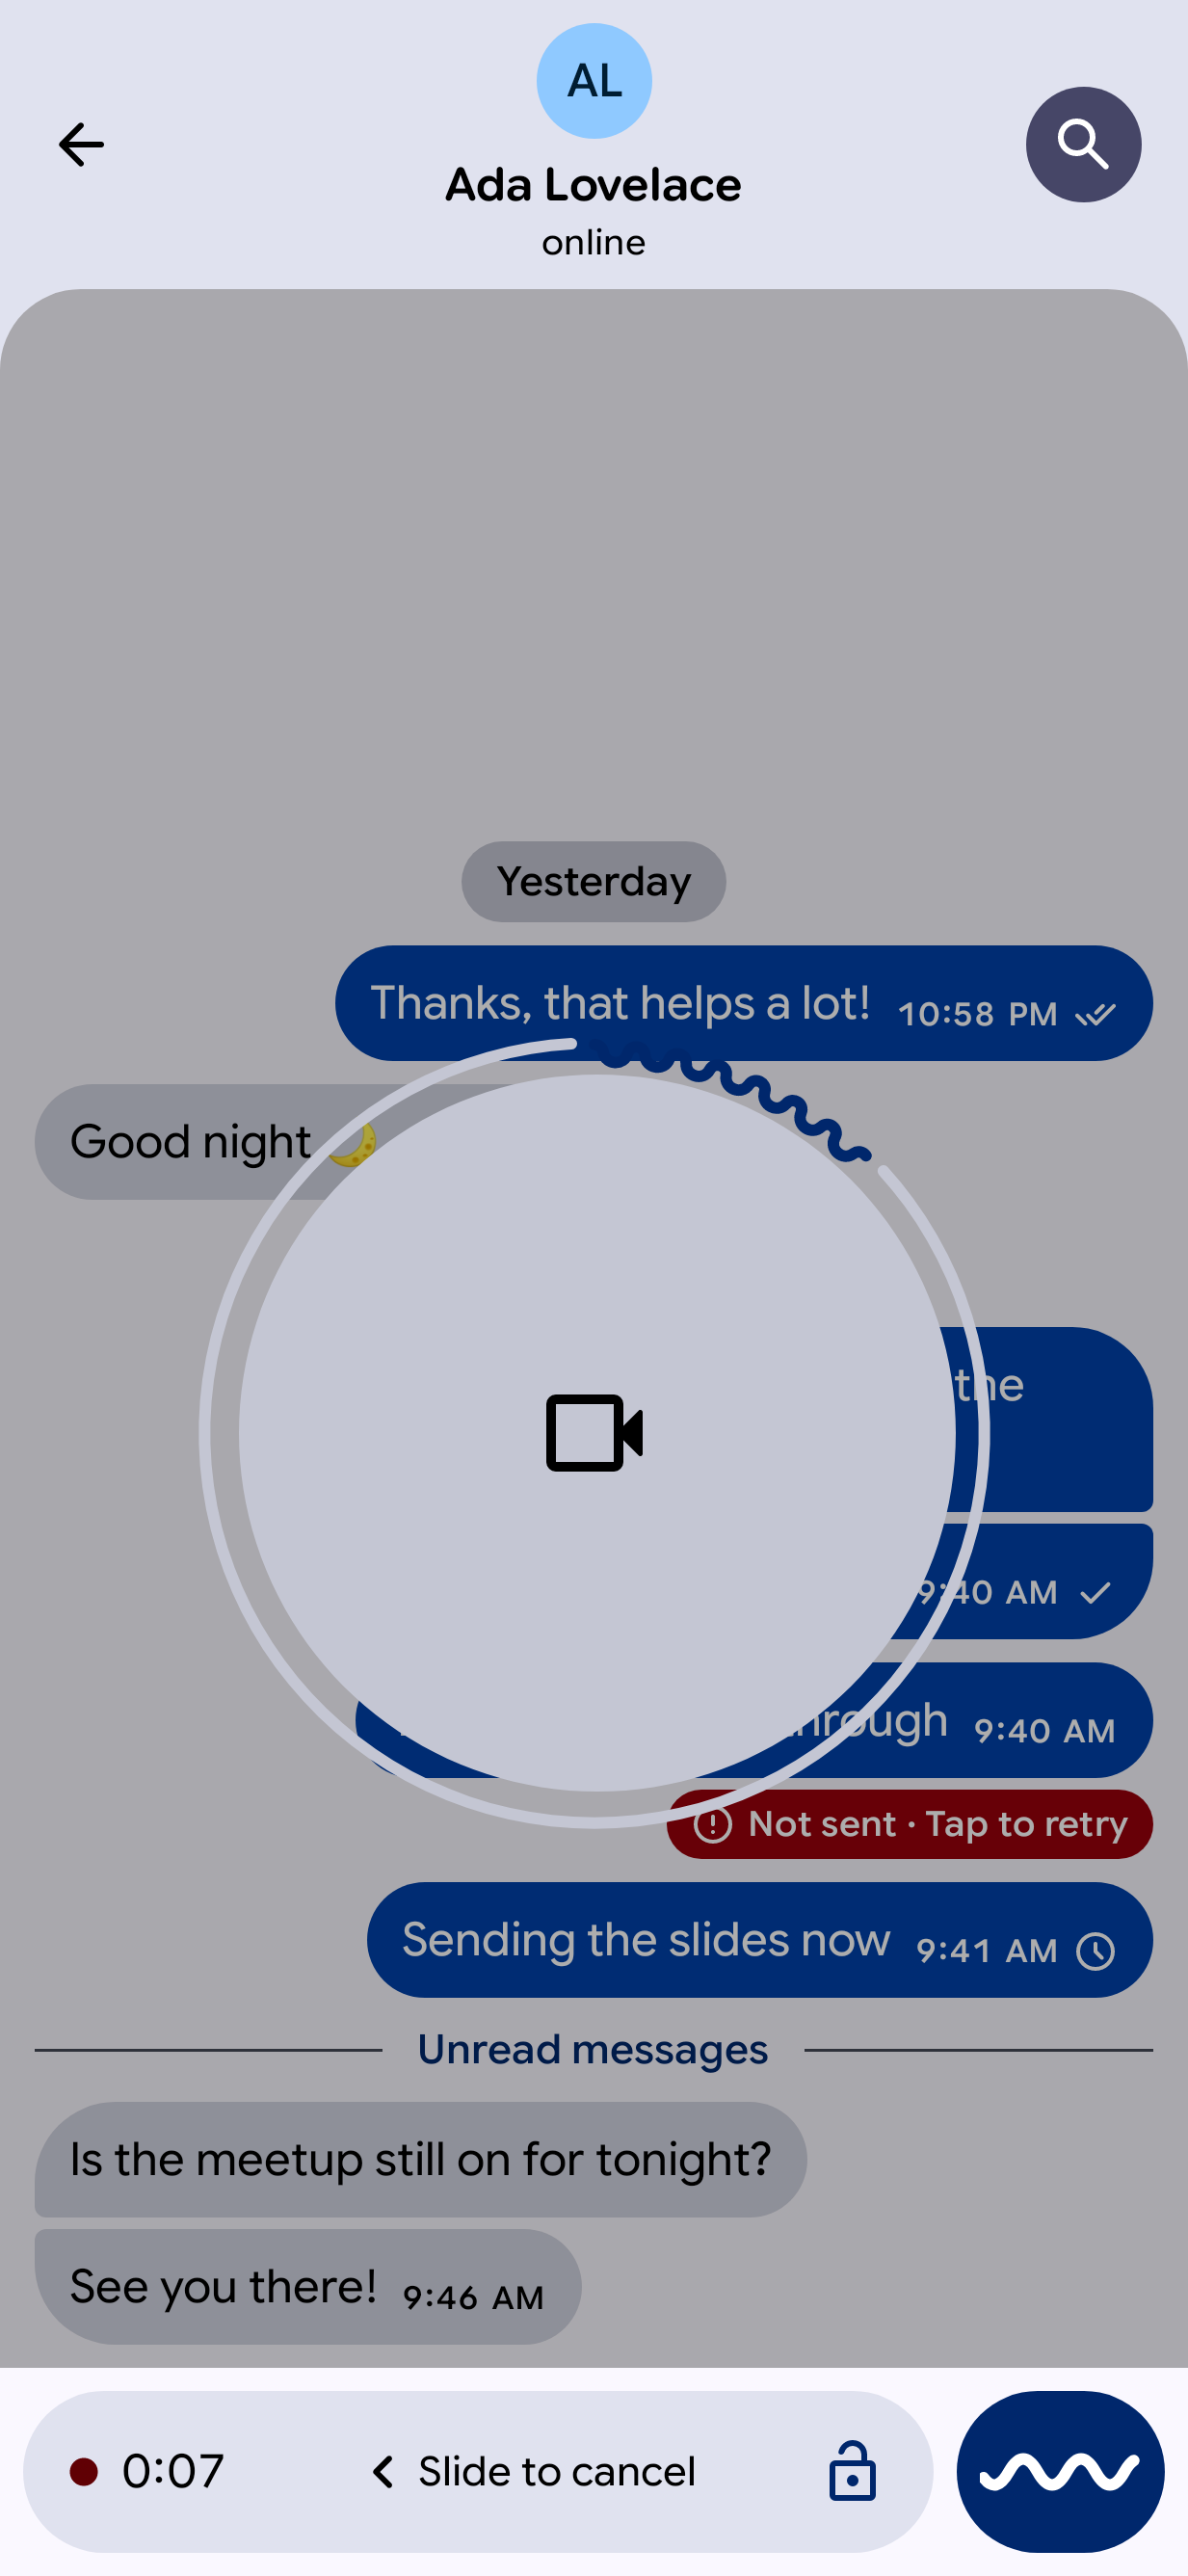 AL
Ada Lovelace
online
Yesterday
Thanks, that helps a lot! 10:58 PM
Good night 🌙
the
9:40 AM
9:40 AM
Not sent · Tap to retry
Sending the slides now 9:41 AM
Unread messages
Is the meetup still on for tonight?
See you there! 9:46 AM
0:07 Slide to cancel